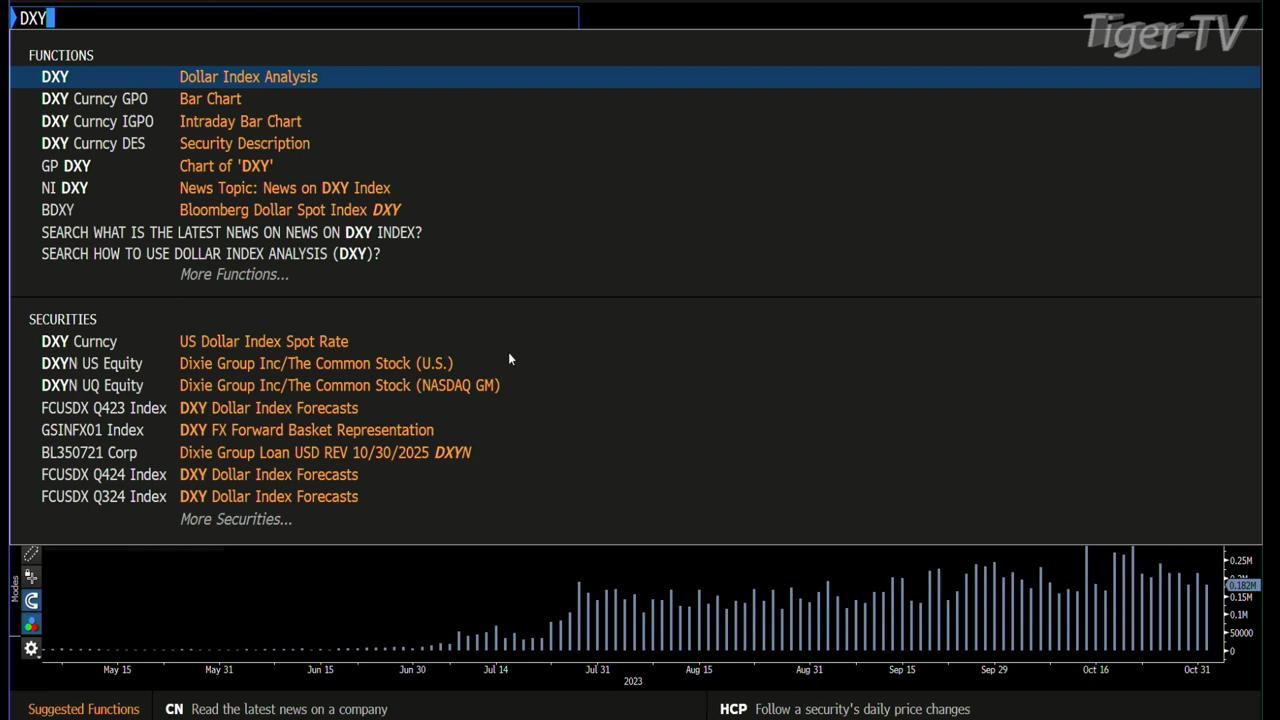 DXY
Tiger-TV
FUNCTIONS
DXY Dollar Index Analysis
DXY Curncy GPO Bar Chart
DXY Curncy IGPO Intraday Bar Chart
DXY Curncy DES Security Description
GP DXY Chart of 'DXY'
NI DXY News Topic: News on DXY Index
BDXY Bloomberg Dollar Spot Index DXY
SEARCH WHAT IS THE LATEST NEWS ON NEWS ON DXY INDEX?
SEARCH HOW TO USE DOLLAR INDEX ANALYSIS (DXY)?
More Functions...
SECURITIES
DXY Curncy US Dollar Index Spot Rate
DXYN US Equity Dixie Group Inc/The Common Stock (U.S.)
DXYN UQ Equity Dixie Group Inc/The Common Stock (NASDAQ GM)
FCUSDX Q423 Index DXY Dollar Index Forecasts
GSINFX01 Index DXY FX Forward Basket Representation
BL350721 Corp Dixie Group Loan USD REV 10/30/2025 DXYN
FCUSDX Q424 Index DXY Dollar Index Forecasts
FCUSDX Q324 Index DXY Dollar Index Forecasts
More Securities...
Modes
0.25M
0.182M
0.15M
0.1M
50000
0
May 15 May 31 Jun 15 Jun 30 Jul 14 Jul 31 Aug 15 Aug 31 Sep 15 Sep 29 Oct 16 Oct 31
2023
Suggested Functions CN Read the latest news on a company HCP Follow a security's daily price changes